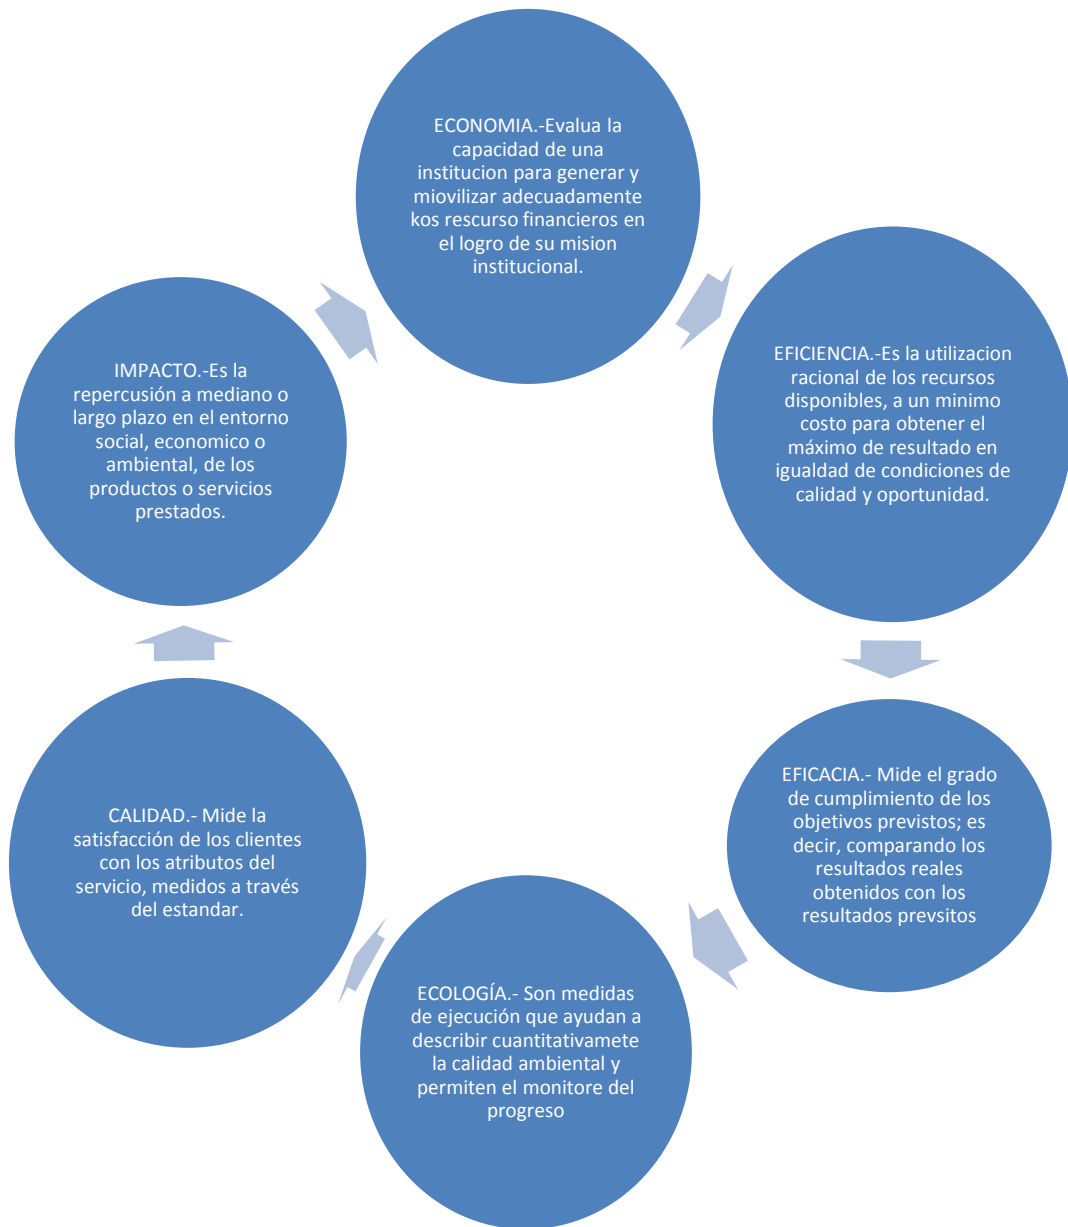 ECONOMIA.-Evalua la
capacidad de una
institucion para generar y
miovilizar adecuadamente
kos rescurso financieros en
el logro de su mision
institucional.
EFICIENCIA.-Es la utilizacion
racional de los recursos
disponibles, a un minimo
costo para obtener el
máximo de resultado en
igualdad de condiciones de
calidad y oportunidad.
EFICACIA.- Mide el grado
de cumplimiento de los
objetivos previstos; es
decir, comparando los
resultados reales
obtenidos con los
resultados prevsitos
ECOLOGÍA.- Son medidas
de ejecución que ayudan a
describir cuantitativamete
la calidad ambiental y
permiten el monitore del
progreso
CALIDAD.- Mide la
satisfacción de los clientes
con los atributos del
servicio, medidos a través
del estandar.
IMPACTO.-Es la
repercusión a mediano o
largo plazo en el entorno
social, economico o
ambiental, de los
productos o servicios
prestados.